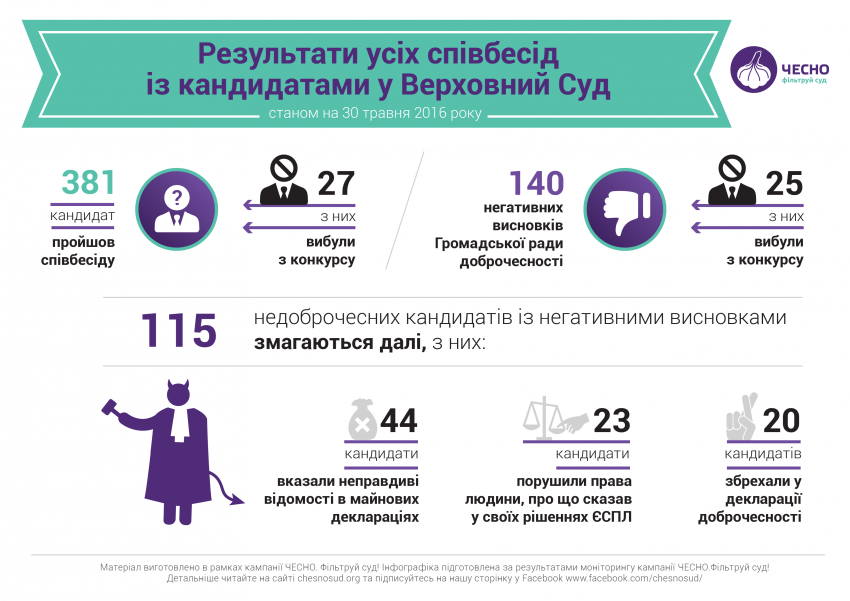 Результати усіх співбесід
із кандидатами у Верховний Суд
станом на 30 травня 2016 року
ЧЕСНО
фільтруй суд
381
кандидат
пройшов
співбесіду
?
27
з них
вибули
з конкурсу
140
негативних
висновків
Громадської ради
доброчесності
25
з них
вибули
з конкурсу
115
недоброчесних кандидатів із негативними висновками
змагаються далі, з них:
44
кандидати
вказали неправдиві
відомості в майнових
деклараціях
23
кандидати
порушили права
людини, про що сказав
у своїх рішеннях ЄСПЛ
20
кандидатів
збрехали у
декларації
доброчесності
Матеріал виготовлено в рамках кампанії ЧЕСНО. Фільтруй суд! Інфографіка підготовлена за результатами моніторингу кампанії ЧЕСНО.Фільтруй суд!
Детальніше читайте на сайті chesnosud.org та підписуйтесь на нашу сторінку у Facebook www.facebook.com/chesnosud/